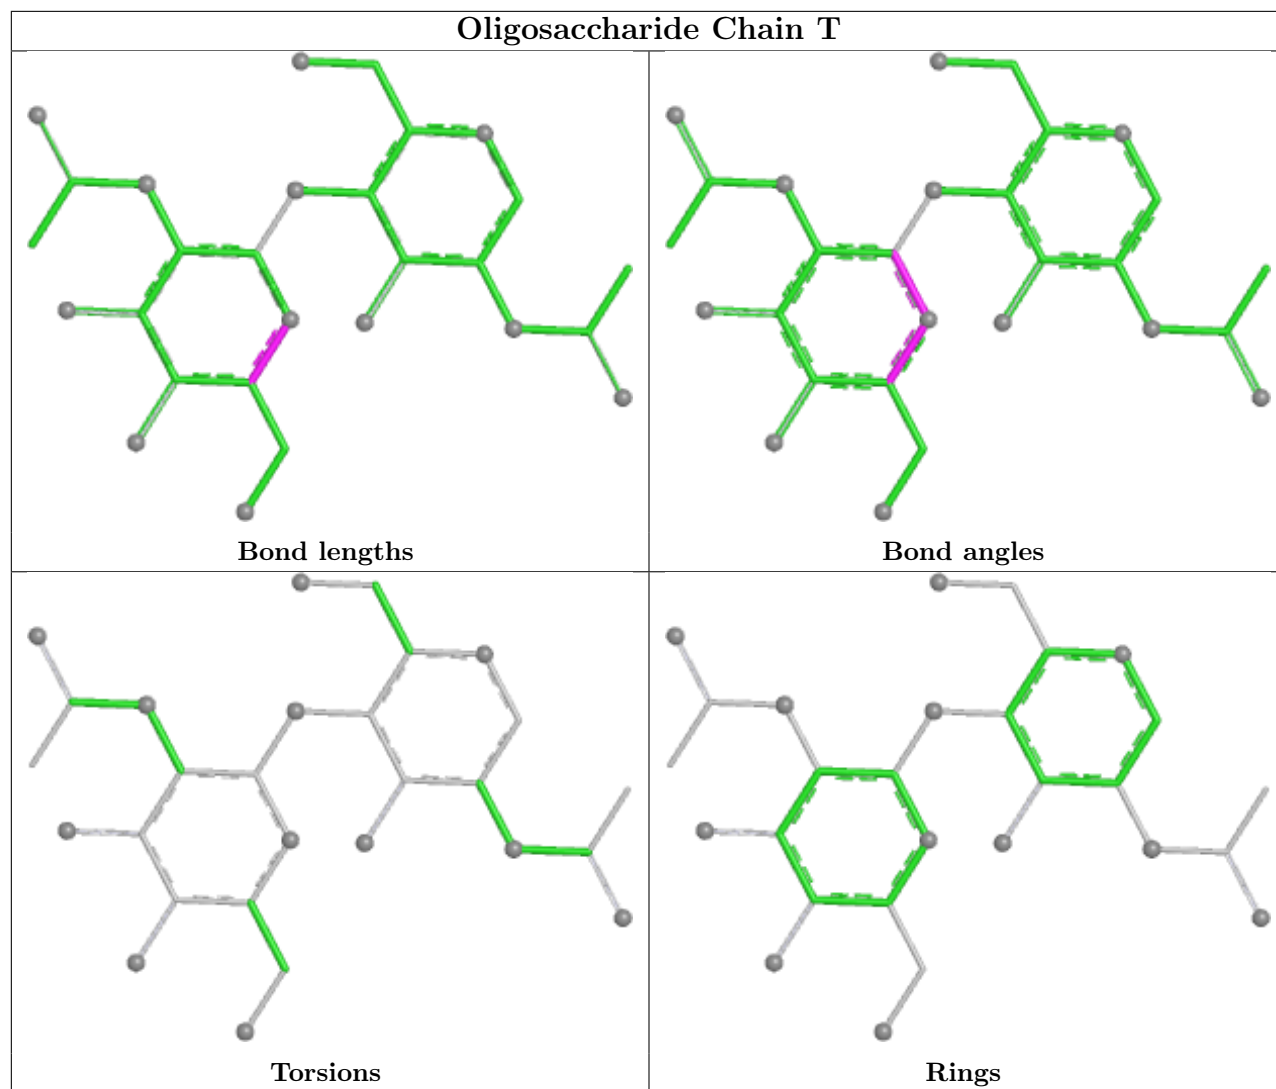 Oligosaccharide Chain T
Bond lengths
Bond angles
Torsions
Rings